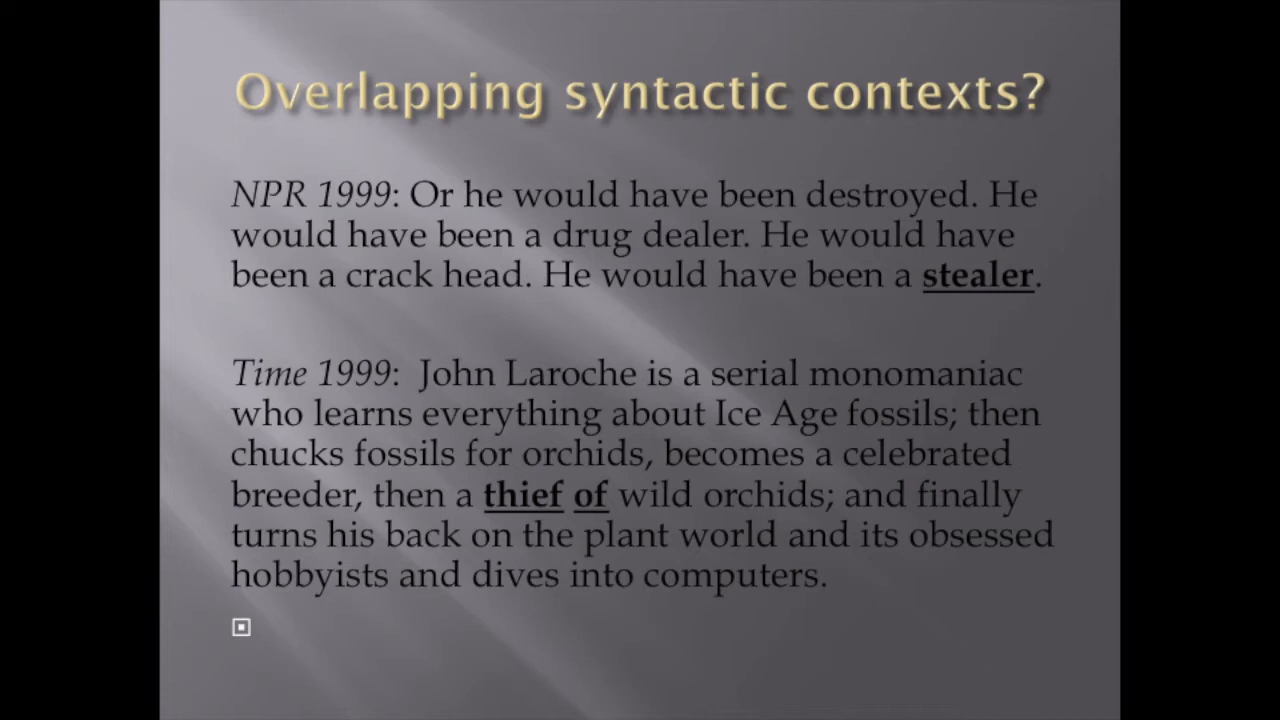 Overlapping syntactic contexts?
NPR 1999: Or he would have been destroyed. He
would have been a drug dealer. He would have
been a crack head. He would have been a stealer.
Time 1999: John Laroche is a serial monomaniac
who learns everything about Ice Age fossils; then
chucks fossils for orchids, becomes a celebrated
breeder, then a thief of wild orchids; and finally
turns his back on the plant world and its obsessed
hobbyists and dives into computers.